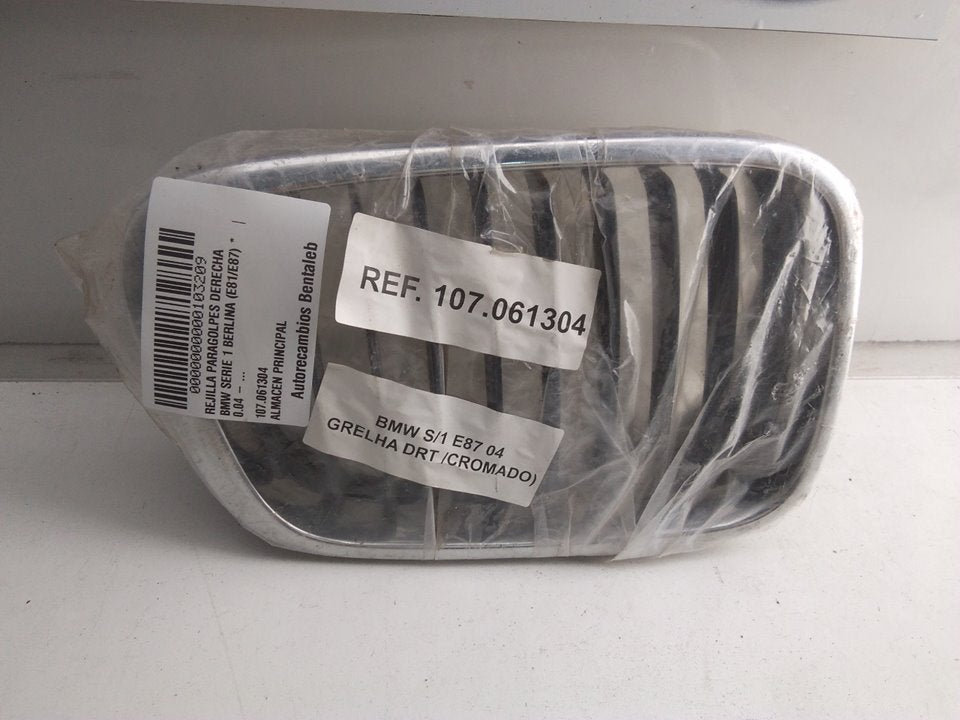 0000000000000103209
REJILLA PARAGOLPES DERECHA
BMW SERIE 1 BERLINA (E81/E87) * |
0.04 – ...
107.061304
ALMACEN PRINCIPAL
Autorecambios Bentaleb
REF. 107.061304
BMW S/1 E87 04
GRELHA DRT /CROMADO)